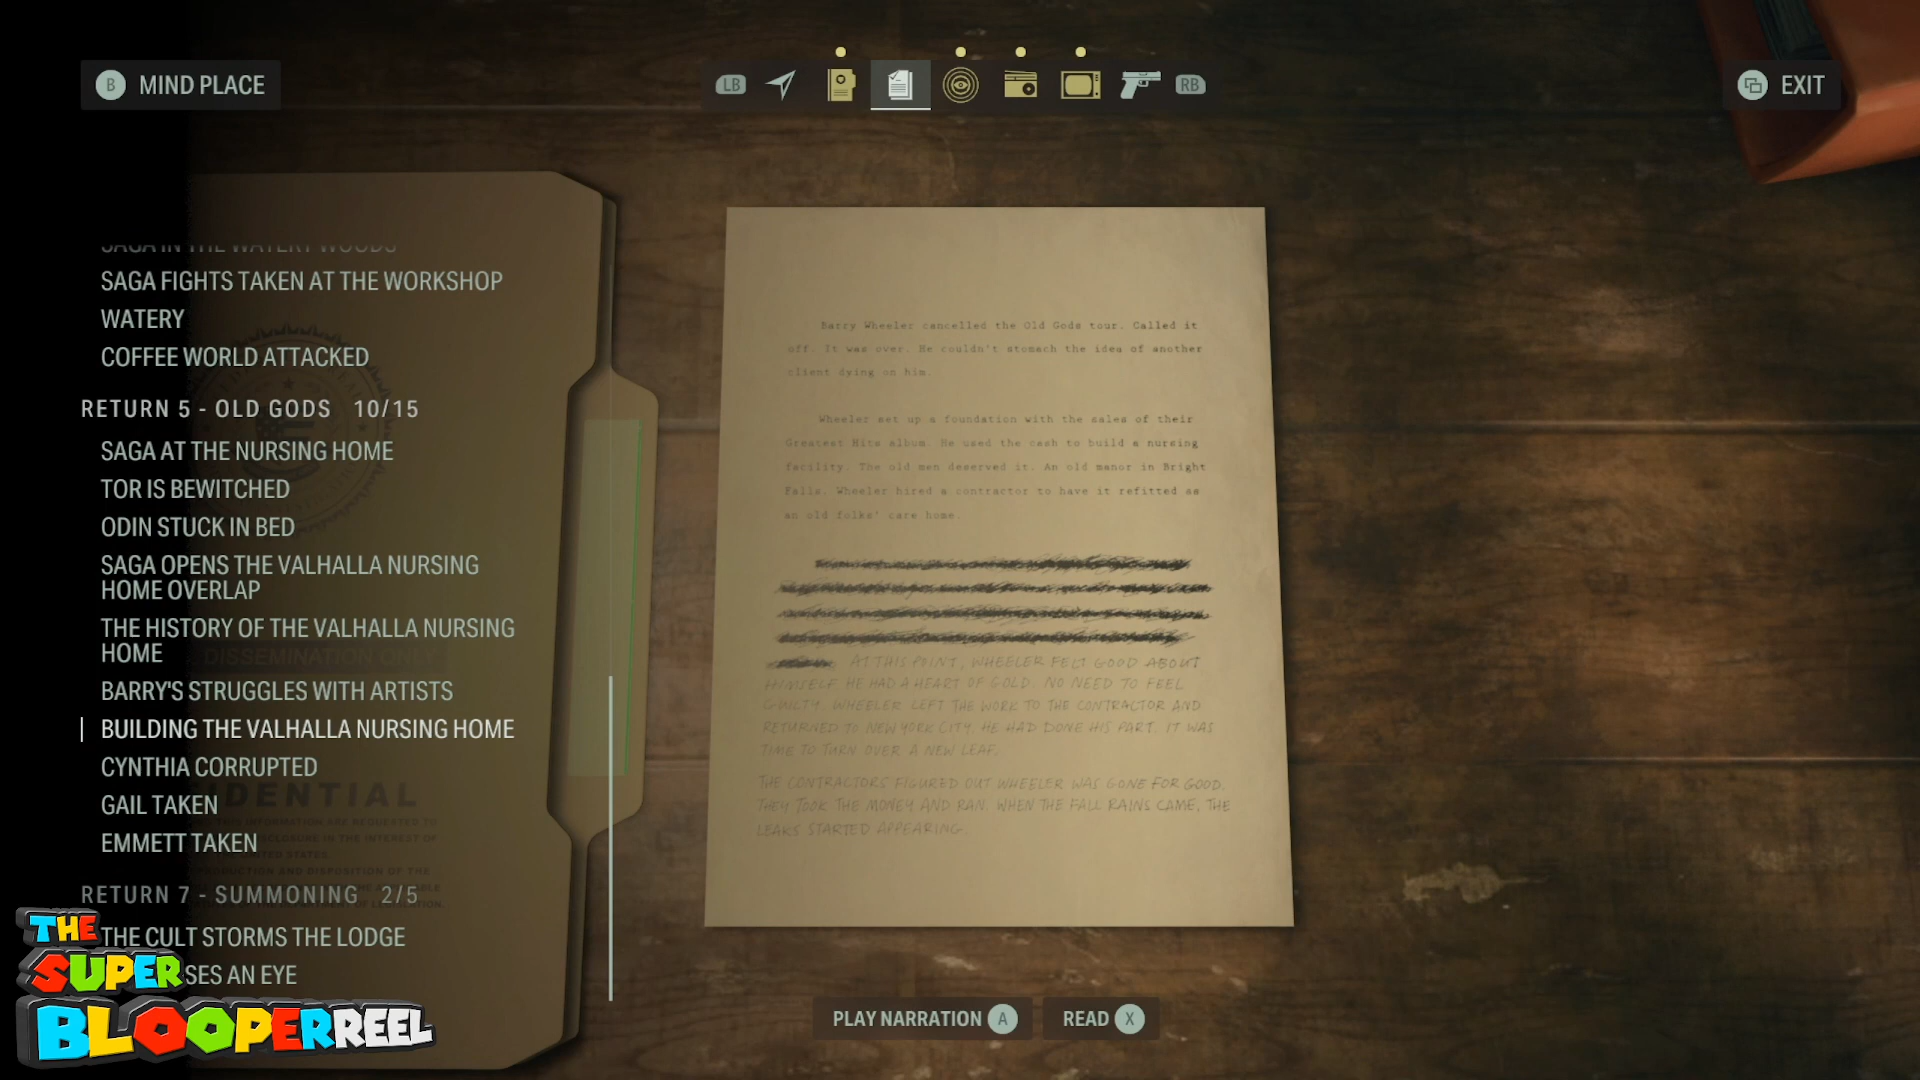 B MIND PLACE
LB
RB
EXIT
SAGA IN THE WATERY WOODS
SAGA FIGHTS TAKEN AT THE WORKSHOP
WATERY
COFFEE WORLD ATTACKED
RETURN 5 - OLD GODS 10/15
SAGA AT THE NURSING HOME
TOR IS BEWITCHED
ODIN STUCK IN BED
SAGA OPENS THE VALHALLA NURSING
HOME OVERLAP
THE HISTORY OF THE VALHALLA NURSING
HOME
DISSEMINATION ONLY
BARRY'S STRUGGLES WITH ARTISTS
BUILDING THE VALHALLA NURSING HOME
CYNTHIA CORRUPTED
DENTIAL
GAIL TAKEN
EMMETT TAKEN
RETURN 7 - SUMMONING 2/5
THE CULT STORMS THE LODGE
SES AN EYE
THE
SUPER
BLOOPERREEL
Barry Wheeler cancelled the Old Gods tour. Called it
off. It was over. He couldn't stomach the idea of another
client dying on him.
Wheeler set up a foundation with the sales of their
Greatest Hits album. He used the cash to build a nursing
facility. The old men deserved it. An old manor in Bright
Falls. Wheeler hired a contractor to have it refitted as
an old folks' care home.
AT THIS POINT, WHEELER FELT GOOD ABOUT
HIMSELF HE HAD A HEART OF GOLD. NO NEED TO FEEL
GUILTY. WHEELER LEFT THE WORK TO THE CONTRACTOR AND
RETURNED TO NEW YORK CITY. HE HAD DONE HIS PART. IT WAS
TIME TO TURN OVER A NEW LEAF.
THE CONTRACTORS FIGURED OUT WHEELER WAS GONE FOR GOOD.
THEY TOOK THE MONEY AND RAN. WHEN THE FALL RAINS CAME, THE
LEAKS STARTED APPEARING.
PLAY NARRATION A
READ X